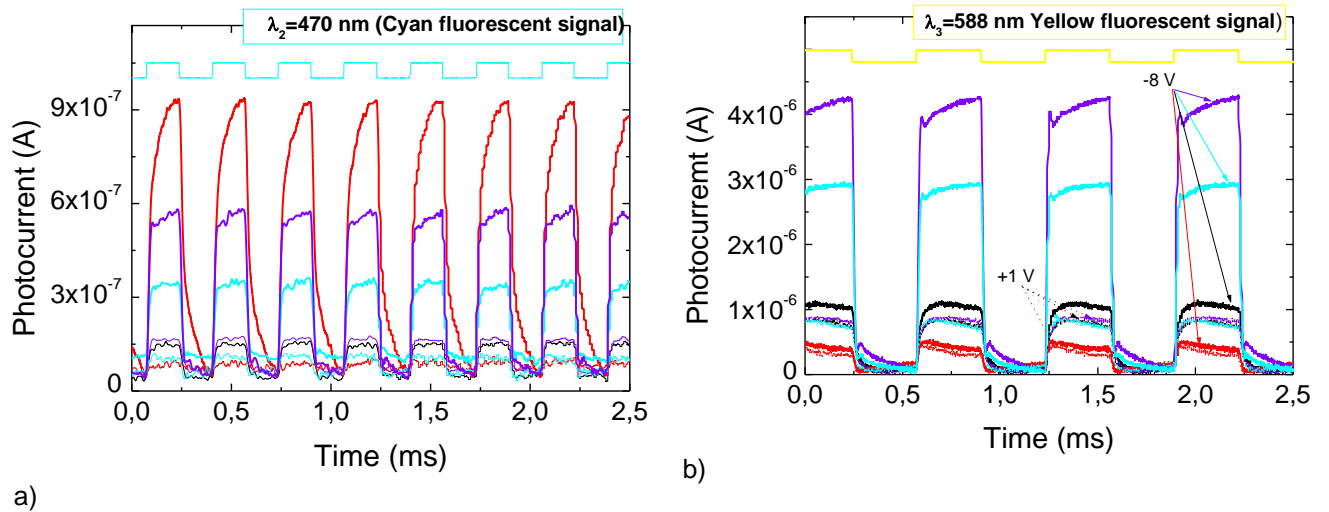 λ2=470 nm (Cyan fluorescent signal)
Photocurrent (A)
9x10-7
6x10-7
3x10-7
0
0,0 0,5 1,0 1,5 2,0 2,5
Time (ms)
a)
λ3=588 nm Yellow fluorescent signal)
-8 V
+1 V
Photocurremt (A)
4x10-6
3x10-6
2x10-6
1x10-6
0
0,0 0,5 1,0 1,5 2,0 2,5
Time (ms)
b)